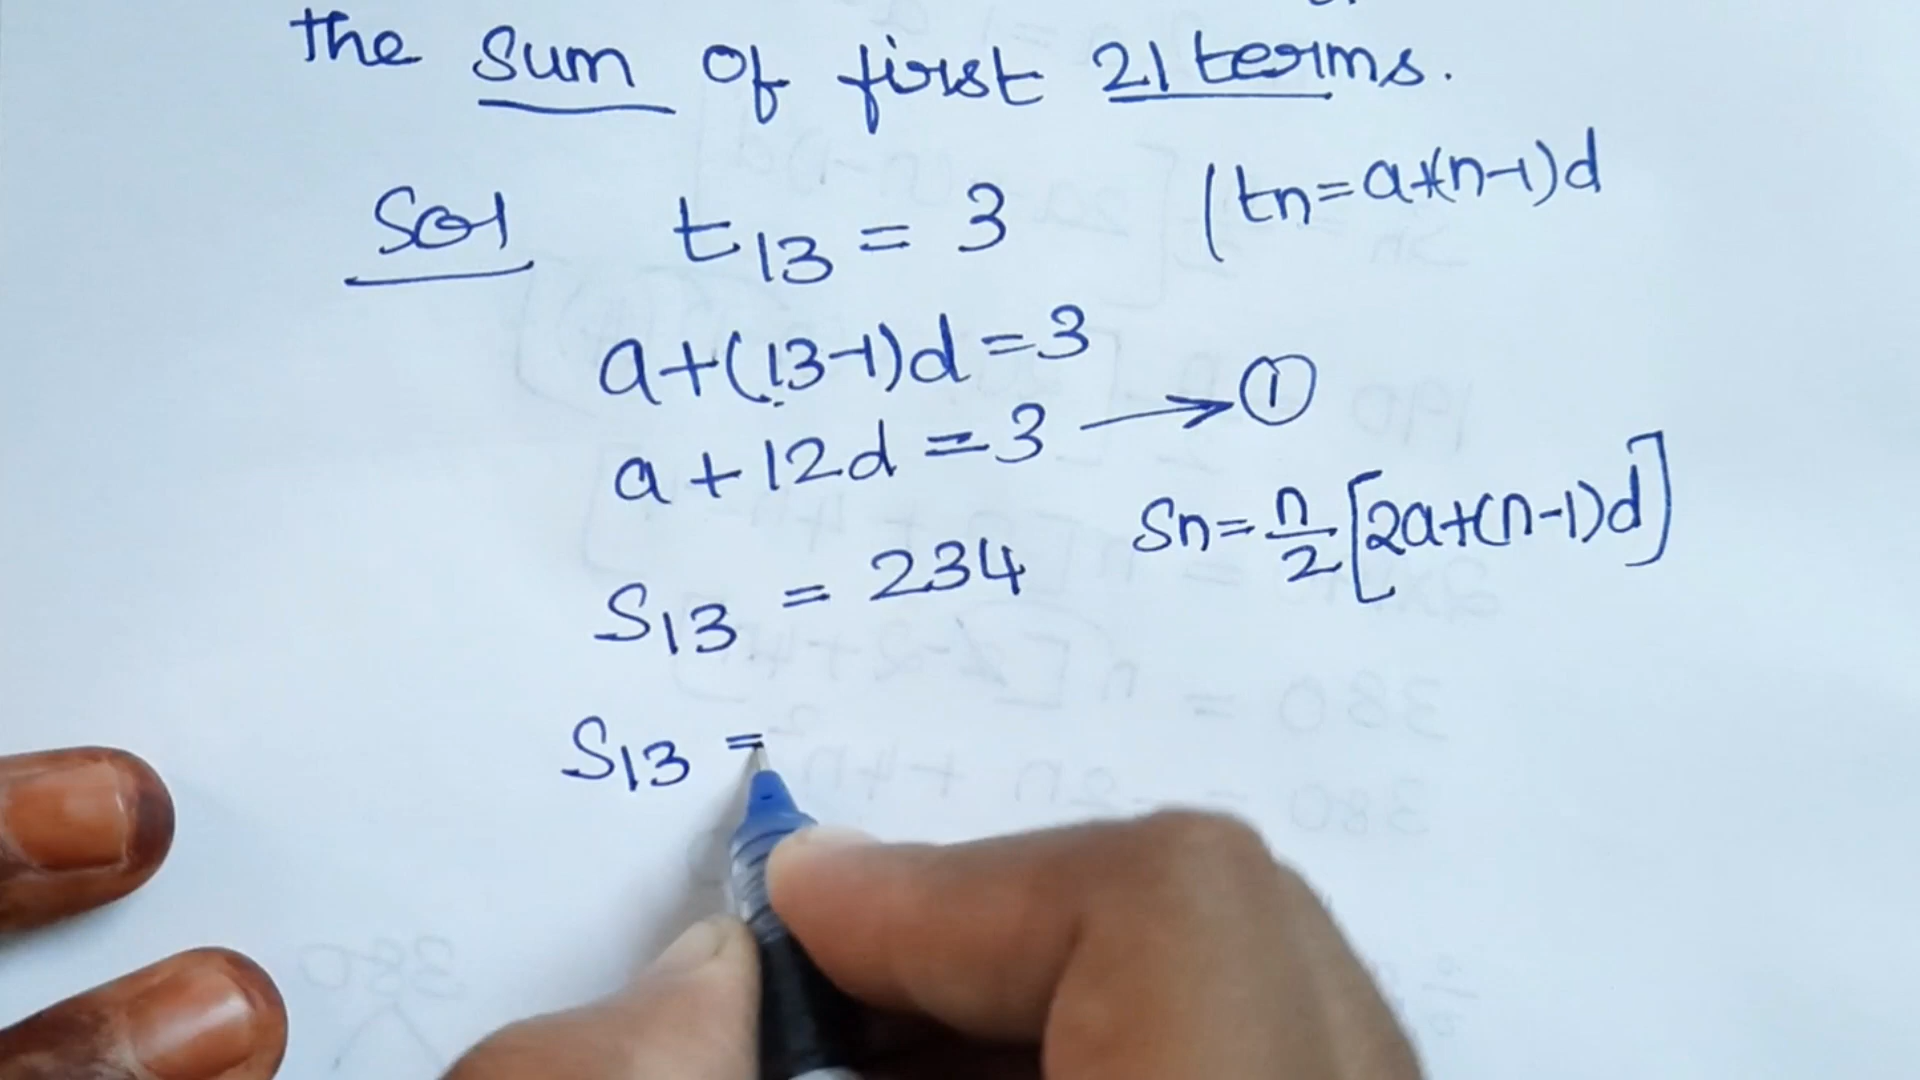 the sum of first 21 terms.
Sol t13 = 3 (tn=a+(n-1)d
a+(13-1)d=3
a+12d=3 → ①
Sn=n/2[2a+(n-1)d]
S13 = 234
S13 =